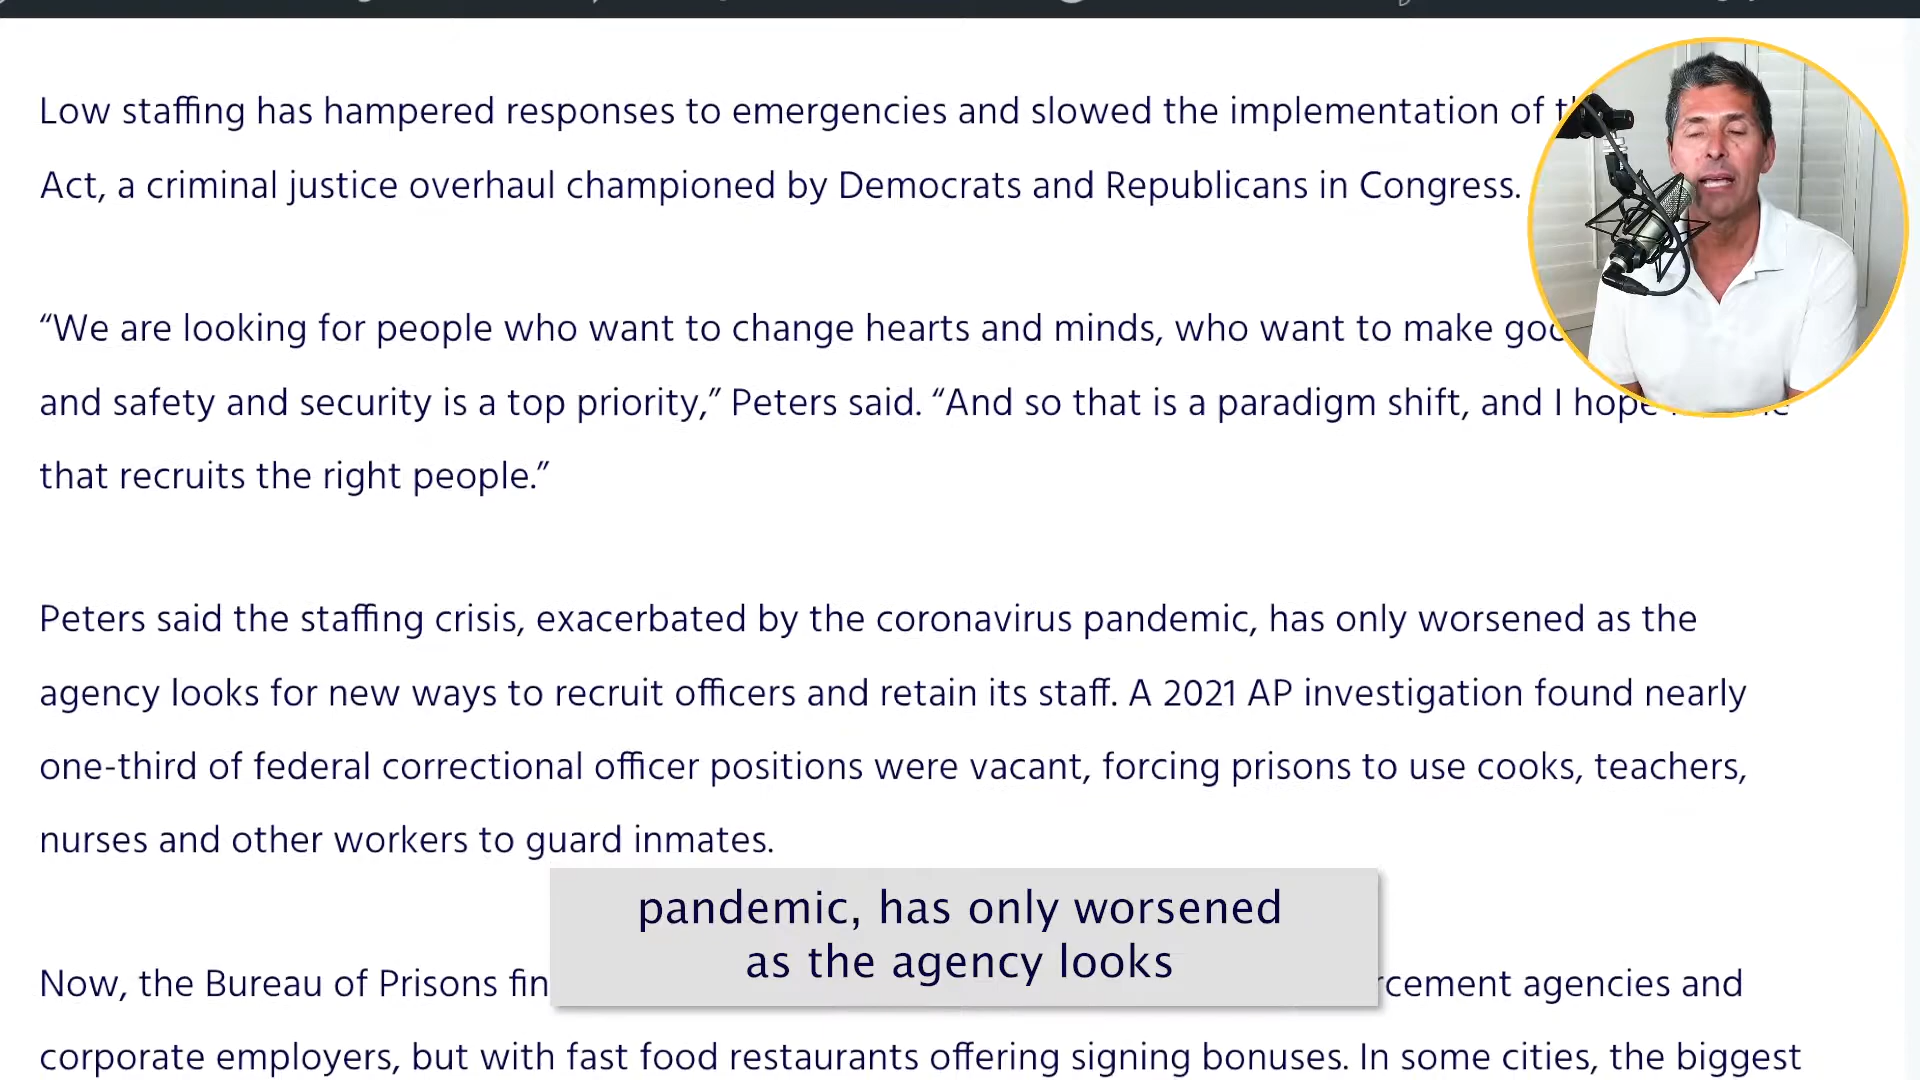 Low staffing has hampered responses to emergencies and slowed the implementation of
Act, a criminal justice overhaul championed by Democrats and Republicans in Congress.
“We are looking for people who want to change hearts and minds, who want to make
and safety and security is a top priority,” Peters said. “And so that is a paradigm shift, and I hope
that recruits the right people.”
Peters said the staffing crisis, exacerbated by the coronavirus pandemic, has only worsened as the
agency looks for new ways to recruit officers and retain its staff. A 2021 AP investigation found nearly
one-third of federal correctional officer positions were vacant, forcing prisons to use cooks, teachers,
nurses and other workers to guard inmates.
pandemic, has only worsened
as the agency looks
Now, the Bureau of Prisons agencies and
corporate employers, but with fast food restaurants offering signing bonuses. In some cities, the biggest